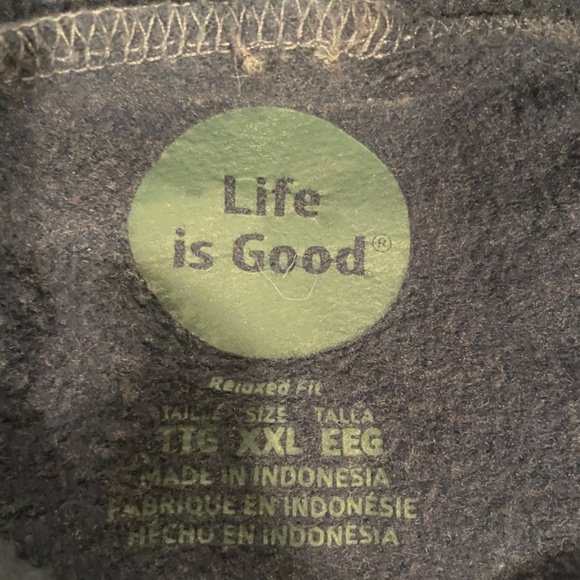 Life
is Good®
Relaxed Fit
TAILLE SIZE TALLA
TTG XXL EEG
MADE IN INDONESIA
FABRIQUE EN INDONÉSIE
HECHO EN INDONESIA